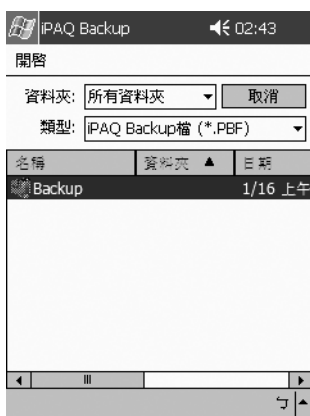 iPAQ Backup 02:43
開啓
資料夾: 所有資料夾 取消
類型: iPAQ Backup檔 (*.PBF)
名稱 資料夾 ▲ 日期
Backup 1/16 上午
ㄅ